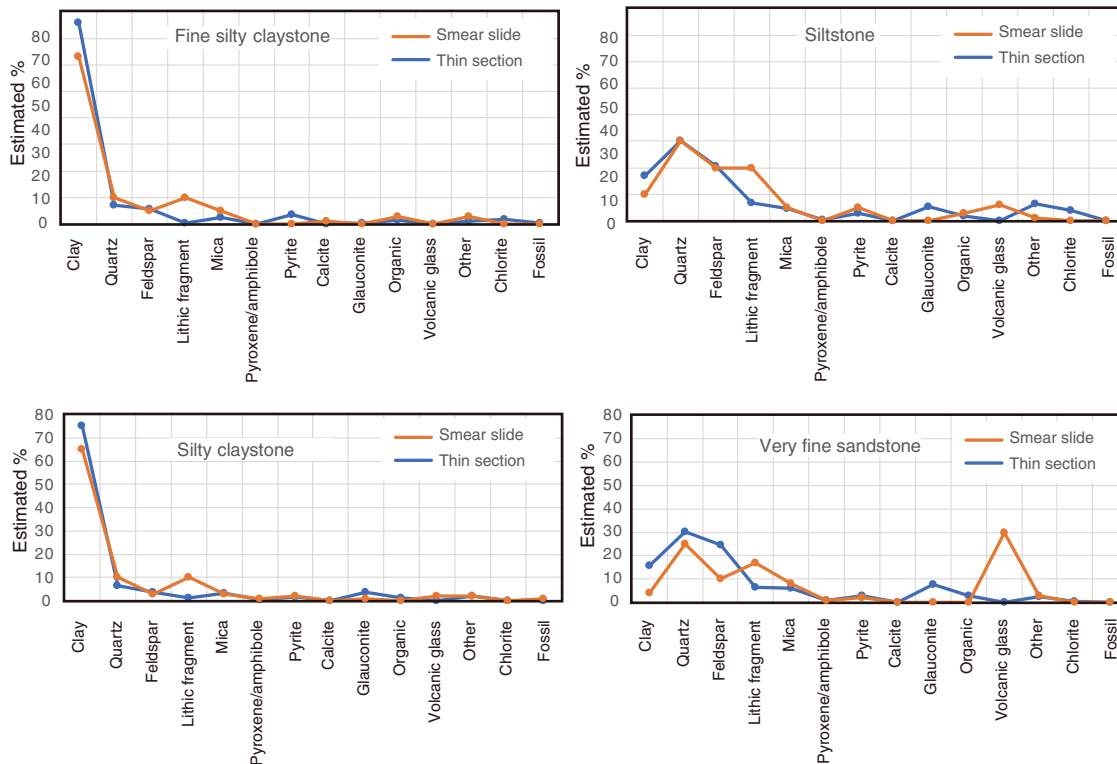 Fine silty claystone
Smear slide
Thin section
Estimated %
80
70
60
50
40
30
20
10
0
Clay
Quartz
Feldspar
Lithic fragment
Mica
Pyroxene/amphibole
Pyrite
Calcite
Glauconite
Organic
Volcanic glass
Other
Chlorite
Fossil
Siltstone
Smear slide
Thin section
Estimated %
80
70
60
50
40
30
20
10
0
Clay
Quartz
Feldspar
Lithic fragment
Mica
Pyroxene/amphibole
Pyrite
Calcite
Glauconite
Organic
Volcanic glass
Other
Chlorite
Fossil
Silty claystone
Smear slide
Thin section
Estimated %
80
70
60
50
40
30
20
10
0
Clay
Quartz
Feldspar
Lithic fragment
Mica
Pyroxene/amphibole
Pyrite
Calcite
Glauconite
Organic
Volcanic glass
Other
Chlorite
Fossil
Very fine sandstone
Smear slide
Thin section
Estimated %
80
70
60
50
40
30
20
10
0
Clay
Quartz
Feldspar
Lithic fragment
Mica
Pyroxene/amphibole
Pyrite
Calcite
Glauconite
Organic
Volcanic glass
Other
Chlorite
Fossil